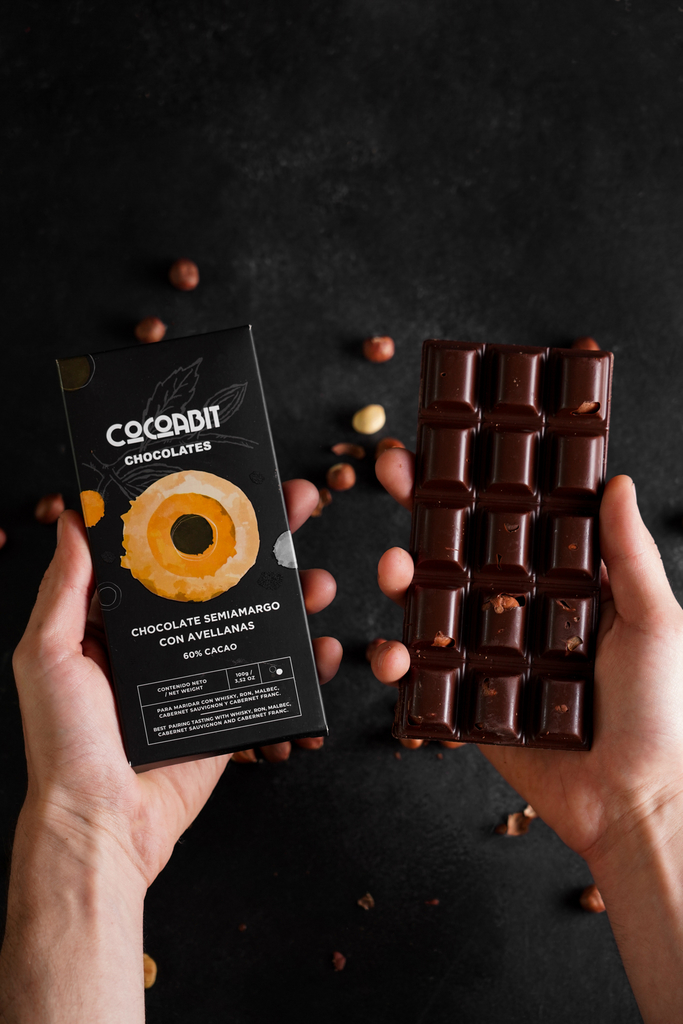 COCOABIT
CHOCOLATES
CHOCOLATE SEMIAMARGO
CON AVELLANAS
60% CACAO
CONTENIDO NETO
/ NET WEIGHT
100g /
3,52 OZ
PARA MARIDAR CON WHISKY, RON, MALBEC,
CABERNET SAUVIGNON Y CABERNET FRANC.
BEST PAIRING TASTING WITH WHISKY, RON, MALBEC,
CABERNET SAUVIGNON AND CABERNET FRANC.